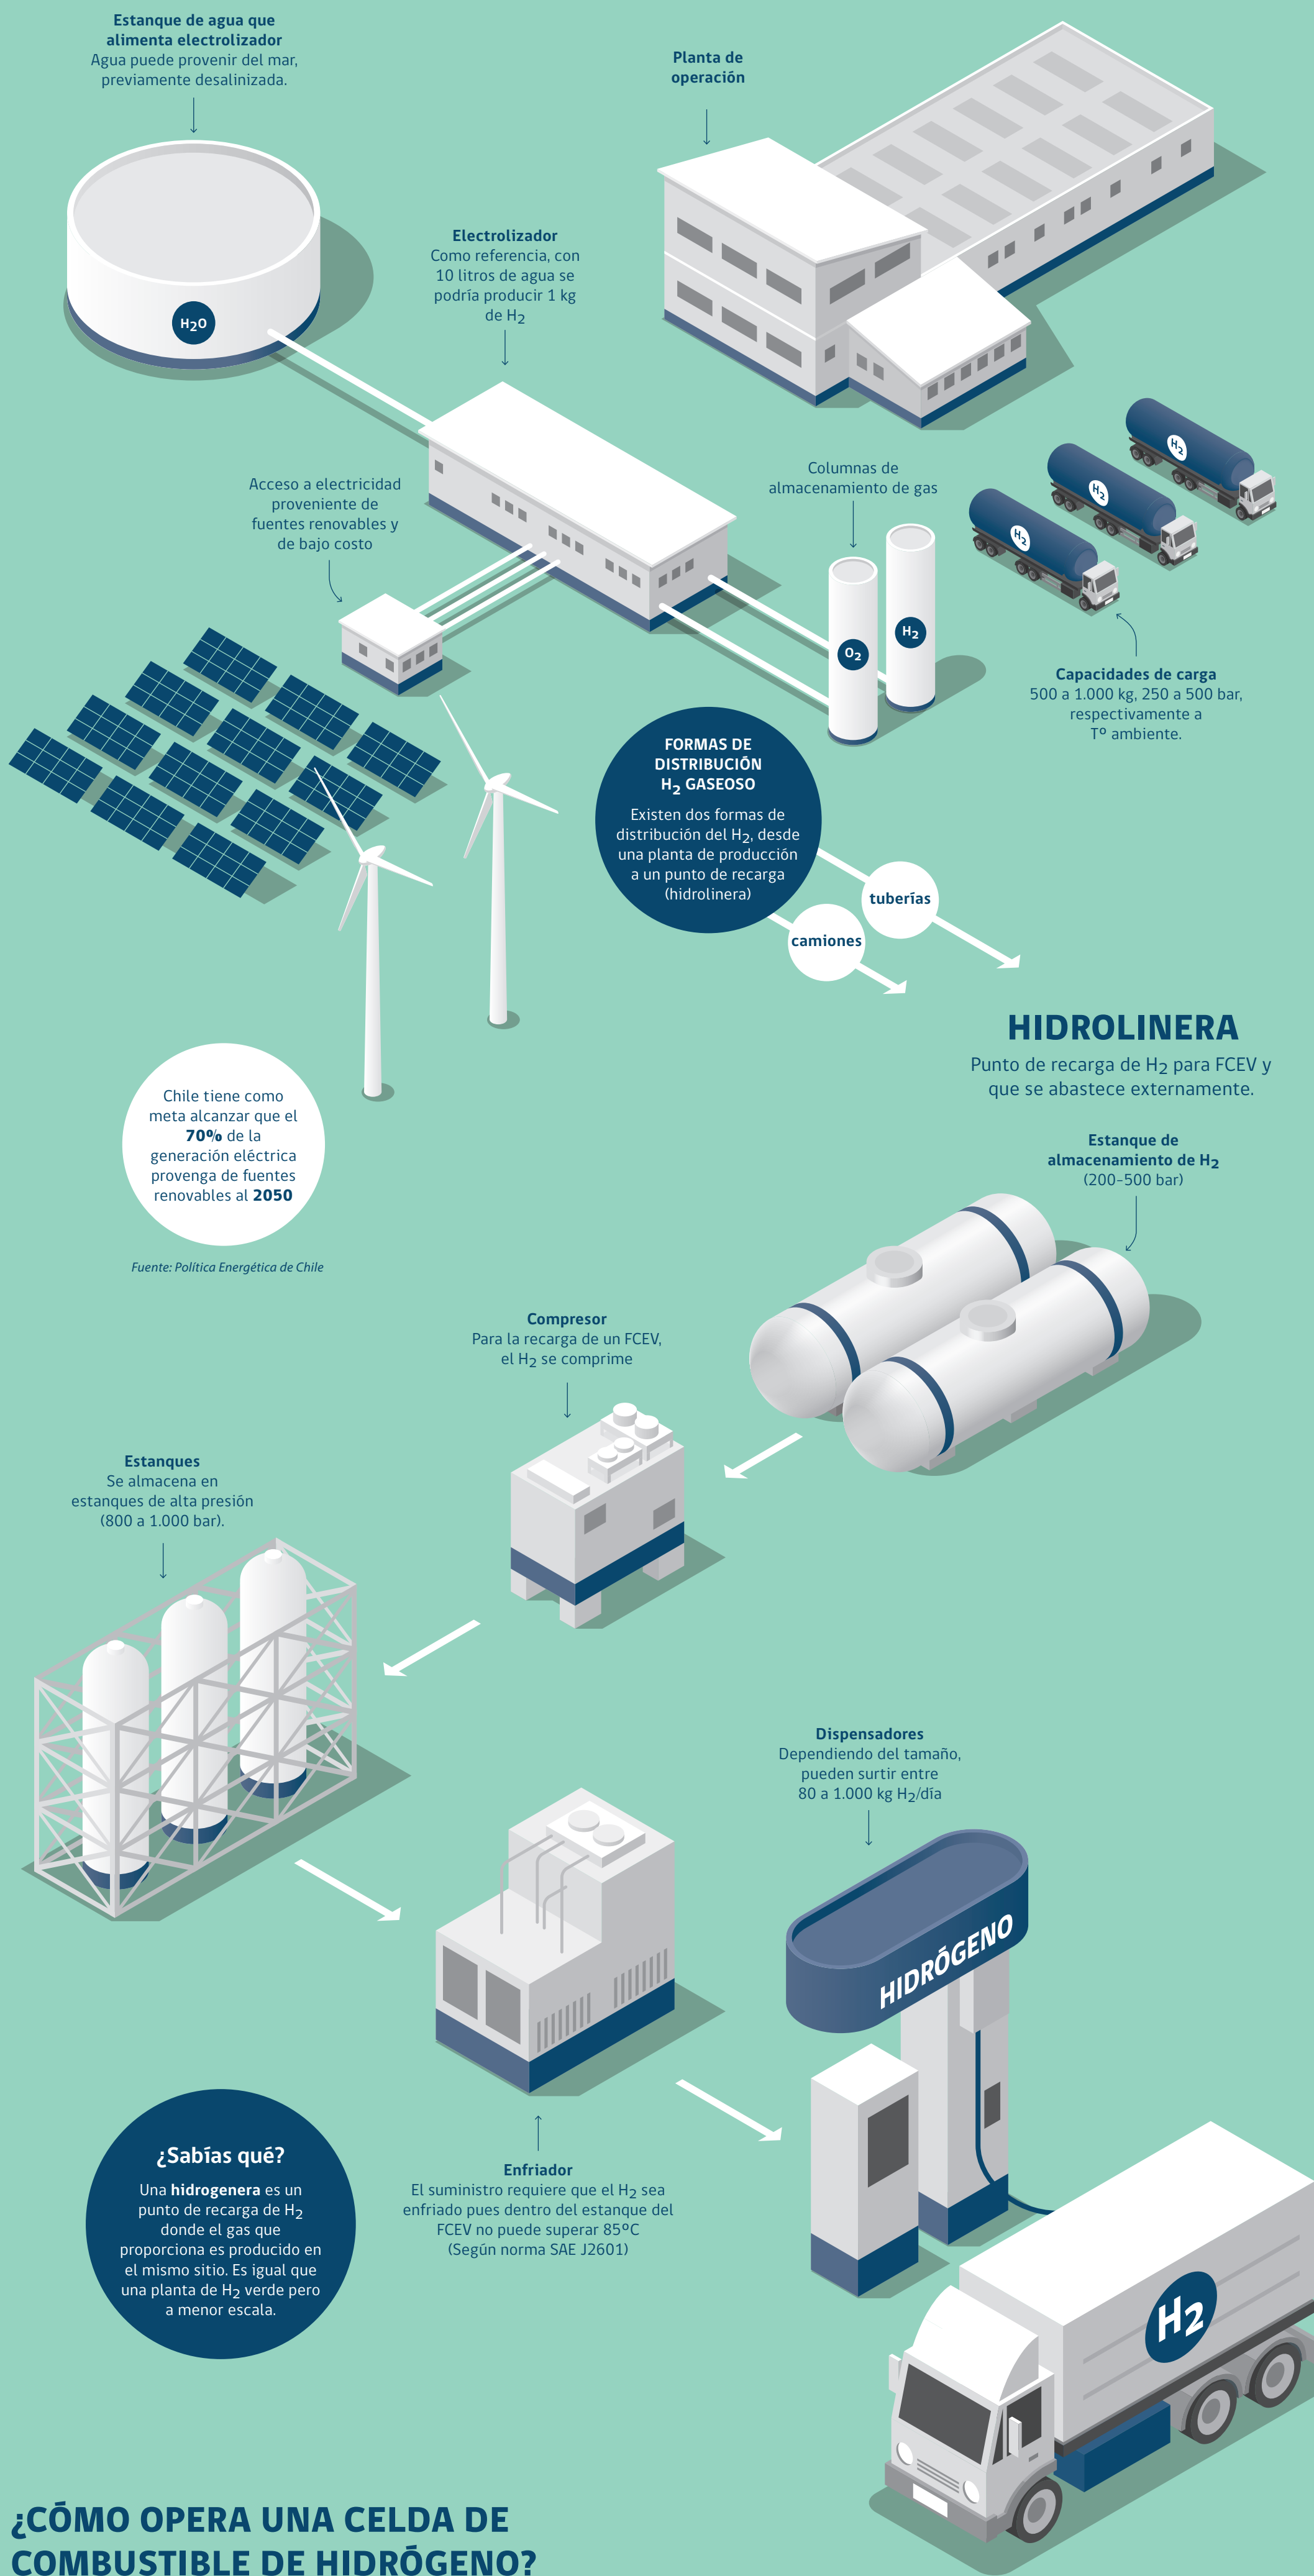 Estanque de agua que
alimenta electrolizador
Agua puede provenir del mar,
previamente desalinizada.
Planta de
operación
H2O
Electrolizador
Como referencia, con
10 litros de agua se
podría producir 1 kg
de H2
Acceso a electricidad
proveniente de
fuentes renovables y
de bajo costo
Columnas de
almacenamiento de gas
O2
H2
H2
H2
H2
Capacidades de carga
500 a 1.000 kg, 250 a 500 bar,
respectivamente a
Tº ambiente.
FORMAS DE
DISTRIBUCIÓN
H2 GASEOSO
Existen dos formas de
distribución del H2, desde
una planta de producción
a un punto de recarga
(hidrolinera)
tuberías
camiones
Chile tiene como
meta alcanzar que el
70% de la
generación eléctrica
provenga de fuentes
renovables al 2050
Fuente: Política Energética de Chile
HIDROLINERA
Punto de recarga de H2 para FCEV y
que se abastece externamente.
Estanque de
almacenamiento de H2
(200-500 bar)
Compresor
Para la recarga de un FCEV,
el H2 se comprime
Estanques
Se almacena en
estanques de alta presión
(800 a 1.000 bar).
Dispensadores
Dependiendo del tamaño,
pueden surtir entre
80 a 1.000 kg H2/día
HIDRÓGENO
Enfriador
El suministro requiere que el H2 sea
enfriado pues dentro del estanque del
FCEV no puede superar 85ºC
(Según norma SAE J2601)
¿Sabías qué?
Una hidrogenera es un
punto de recarga de H2
donde el gas que
proporciona es producido en
el mismo sitio. Es igual que
una planta de H2 verde pero
a menor escala.
H2
¿CÓMO OPERA UNA CELDA DE
COMBUSTIBLE DE HIDRÓGENO?